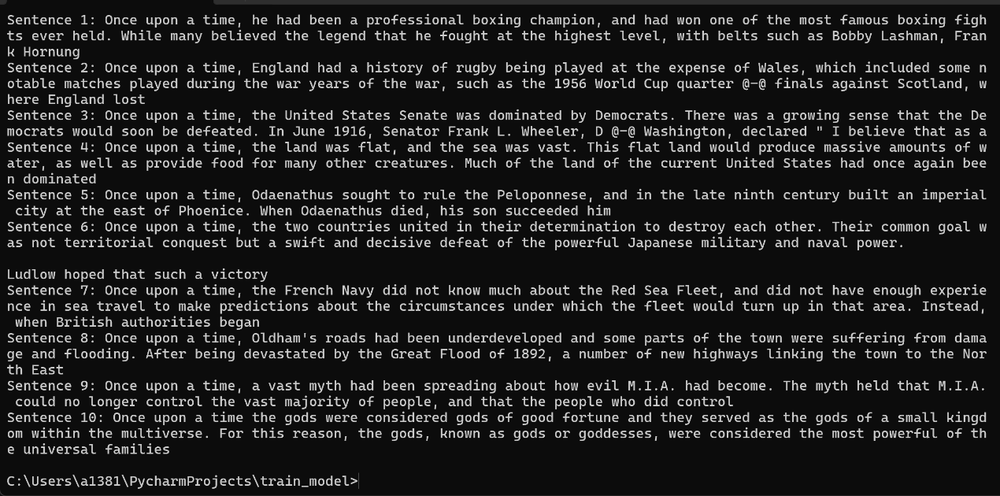 Sentence 1: Once upon a time, he had been a professional boxing champion, and had won one of the most famous boxing figh
ts ever held. While many believed the legend that he fought at the highest level, with belts such as Bobby Lashman, Fran
k Hornung
Sentence 2: Once upon a time, England had a history of rugby being played at the expense of Wales, which included some n
otable matches played during the war years of the war, such as the 1956 World Cup quarter @-@ finals against Scotland, w
here England lost
Sentence 3: Once upon a time, the United States Senate was dominated by Democrats. There was a growing sense that the De
mocrats would soon be defeated. In June 1916, Senator Frank L. Wheeler, D @-@ Washington, declared " I believe that as a
Sentence 4: Once upon a time, the land was flat, and the sea was vast. This flat land would produce massive amounts of w
ater, as well as provide food for many other creatures. Much of the land of the current United States had once again bee
n dominated
Sentence 5: Once upon a time, Odaenathus sought to rule the Peloponnese, and in the late ninth century built an imperial
 city at the east of Phoenice. When Odaenathus died, his son succeeded him
Sentence 6: Once upon a time, the two countries united in their determination to destroy each other. Their common goal w
as not territorial conquest but a swift and decisive defeat of the powerful Japanese military and naval power.

Ludlow hoped that such a victory
Sentence 7: Once upon a time, the French Navy did not know much about the Red Sea Fleet, and did not have enough experie
nce in sea travel to make predictions about the circumstances under which the fleet would turn up in that area. Instead,
 when British authorities began
Sentence 8: Once upon a time, Oldham's roads had been underdeveloped and some parts of the town were suffering from dama
ge and flooding. After being devastated by the Great Flood of 1892, a number of new highways linking the town to the Nor
th East
Sentence 9: Once upon a time, a vast myth had been spreading about how evil M.I.A. had become. The myth held that M.I.A.
 could no longer control the vast majority of people, and that the people who did control
Sentence 10: Once upon a time the gods were considered gods of good fortune and they served as the gods of a small kingd
om within the multiverse. For this reason, the gods, known as gods or goddesses, were considered the most powerful of th
e universal families

C:\Users\a1381\PycharmProjects\train_model>